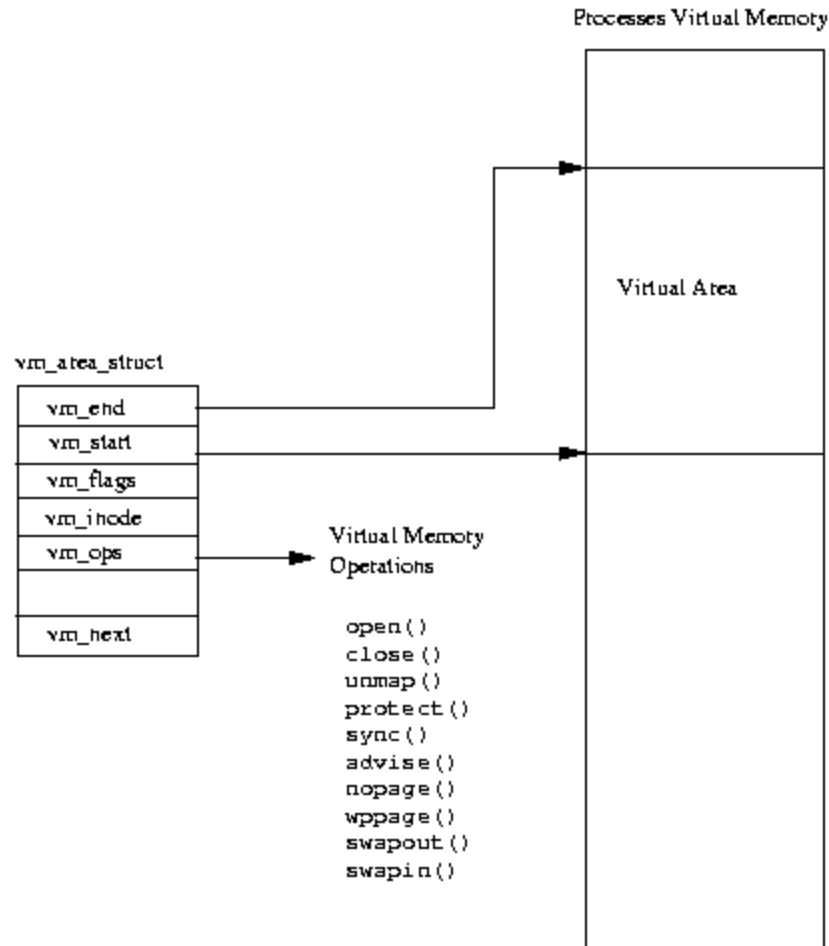 Processes Virtual Memory
Virtual Area
vm_area_struct
vm_end
vm_start
vm_flags
vm_inode
vm_ops
vm_next
Virtual Memory
Operations
open()
close()
unmap()
protect()
sync()
advise()
nopage()
wppage()
swapout()
swapin()